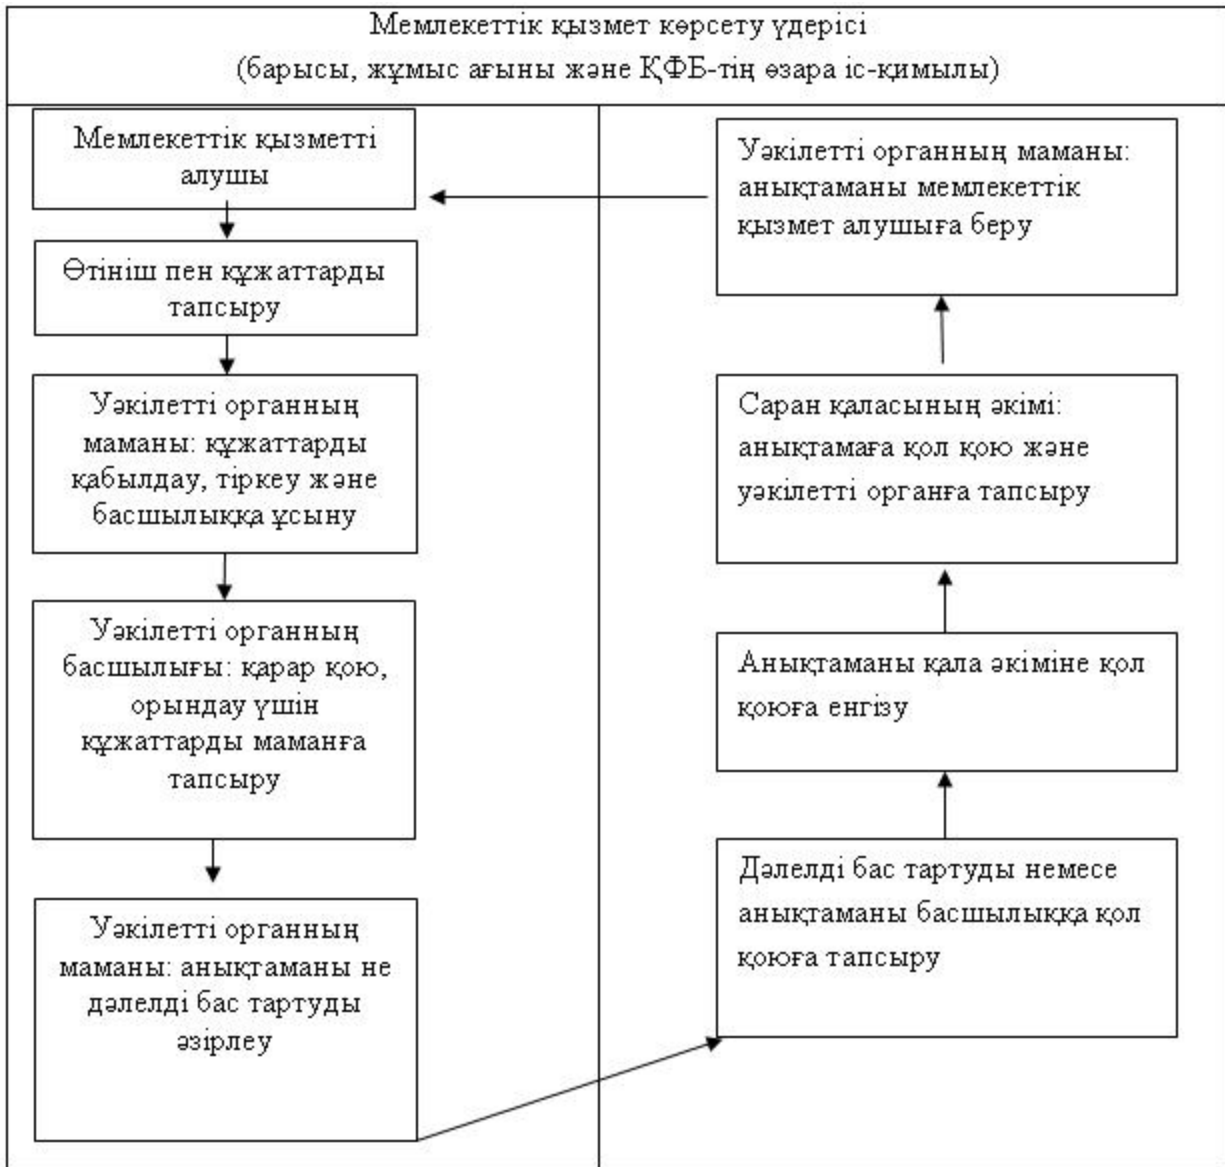 Мемлекеттік қызмет көрсету үдерісі
(барысы, жұмыс ағыны және ҚФБ-тің өзара іс-қимылы)
Мемлекеттік қызметті
алушы
Өтініш пен құжаттарды
тапсыру
Уәкілетті органның
маманы: құжаттарды
қабылдау, тіркеу және
басшылыққа ұсыну
Уәкілетті органның
басшылығы: қарар қою,
орындау үшін
құжаттарды маманға
тапсыру
Уәкілетті органның
маманы: анықтаманы не
дәлелді бас тартуды
әзірлеу
Дәлелді бас тартуды немесе
анықтаманы басшылыққа қол
қоюға тапсыру
Анықтаманы қала әкіміне қол
қоюға енгізу
Саран қаласының әкімі:
анықтамаға қол қою және
уәкілетті органға тапсыру
Уәкілетті органның маманы:
анықтаманы мемлекеттік
қызмет алушыға беру